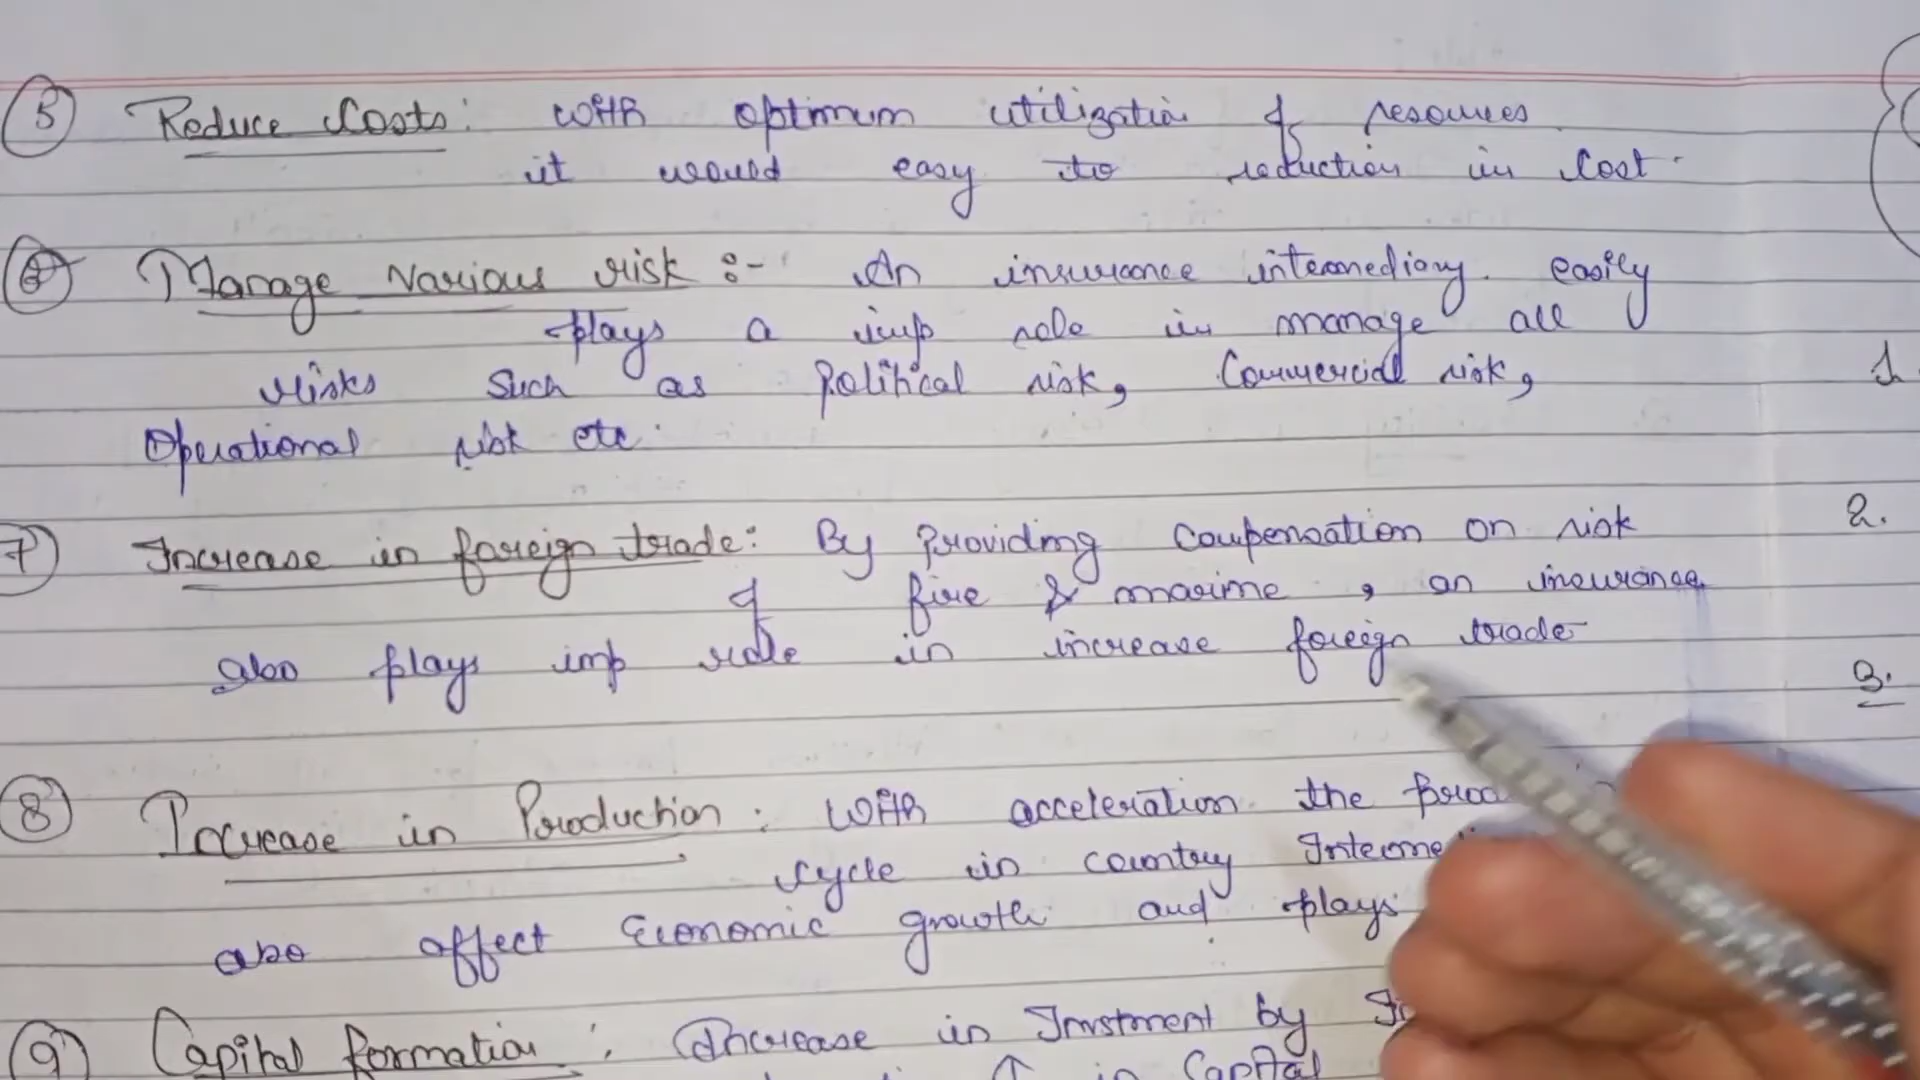 5 Reduce Costs: with optimum utilization of resources
it would easy to reduction in Cost.
6 Manage Various risk :- An insurance intermediary easily
plays a imp role in manage all
risks such as Political risk, Commercial risk,
Operational risk etc.
7 Increase in foreign trade: By Providing Compensation on risk
of fire & marine, an insurance
also plays imp role in increase foreign trade
8 Increase in Production: with acceleration the
cycle in country
also affect Economic growth and plays
9 Capital formation: Increase in Invstment by
↑ in Capital
1.
2.
3.